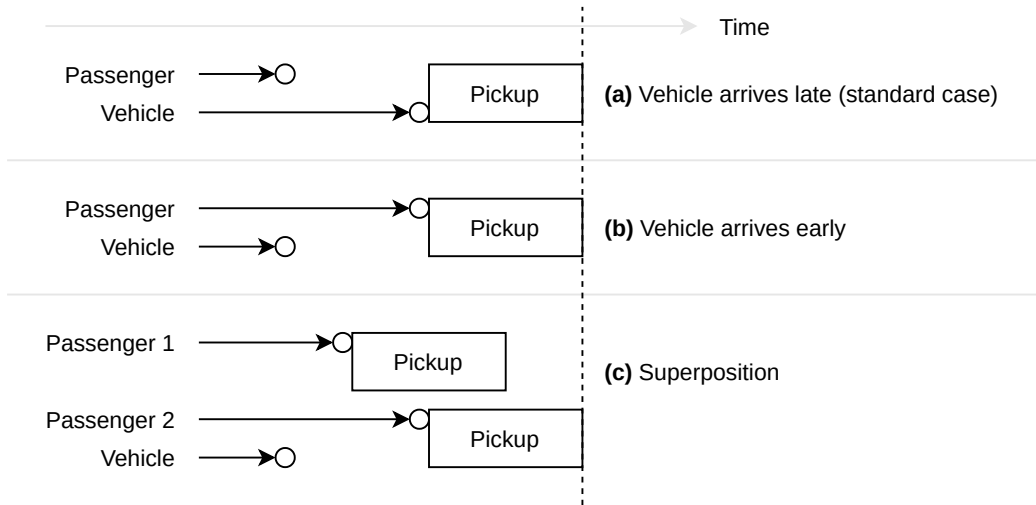 Time
Passenger
Vehicle
Pickup
(a) Vehicle arrives late (standard case)
Passenger
Vehicle
Pickup
(b) Vehicle arrives early
Passenger 1
Pickup
(c) Superposition
Passenger 2
Vehicle
Pickup